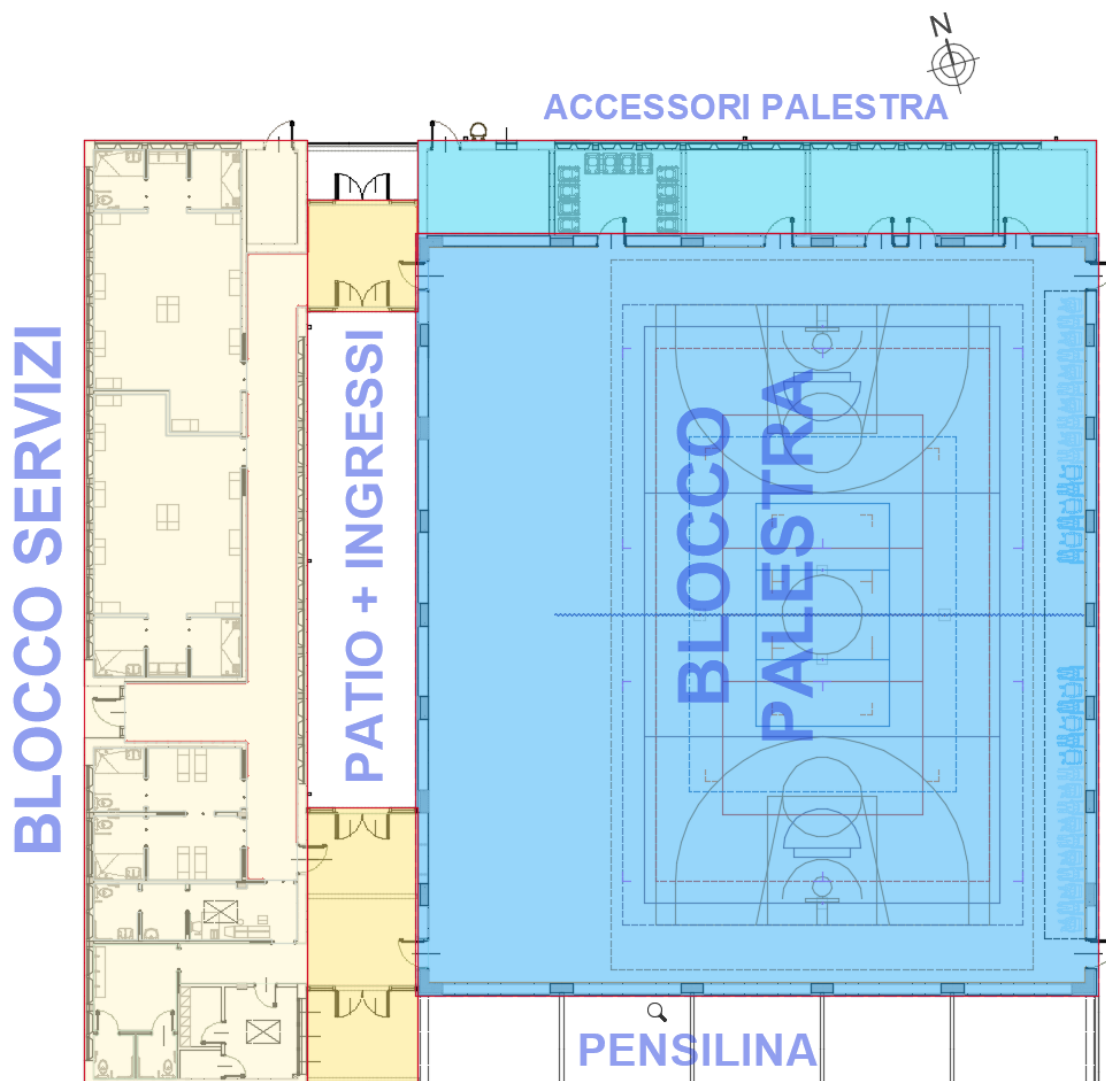 N
ACCESSORI PALESTRA
BLOCCO SERVIZI
PATIO + INGRESSI
BLOCCO
PALESTRA
PENSILINA